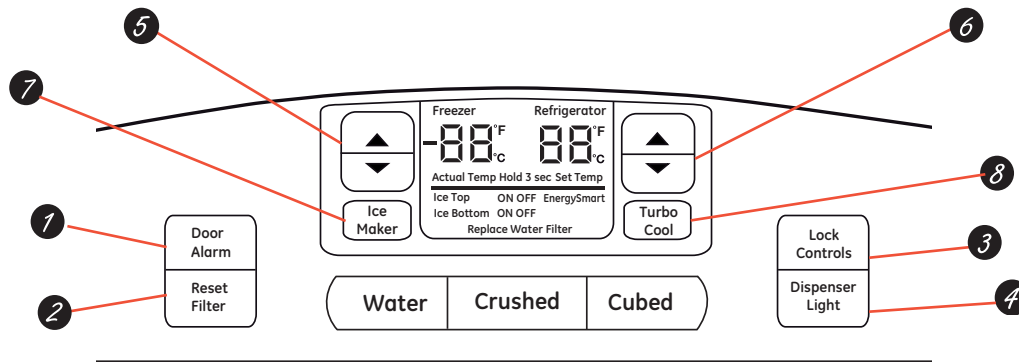 5
6
7
Freezer Refrigerator
-88 °F °C 88 °F °C
Actual Temp Hold 3 sec Set Temp
Ice Top ON OFF EnergySmart
Ice Bottom ON OFF
Replace Water Filter
Ice
Maker
Turbo
Cool
8
1
Door
Alarm
Reset
Filter
2
Water
Crushed
Cubed
Lock
Controls
3
Dispenser
Light
4